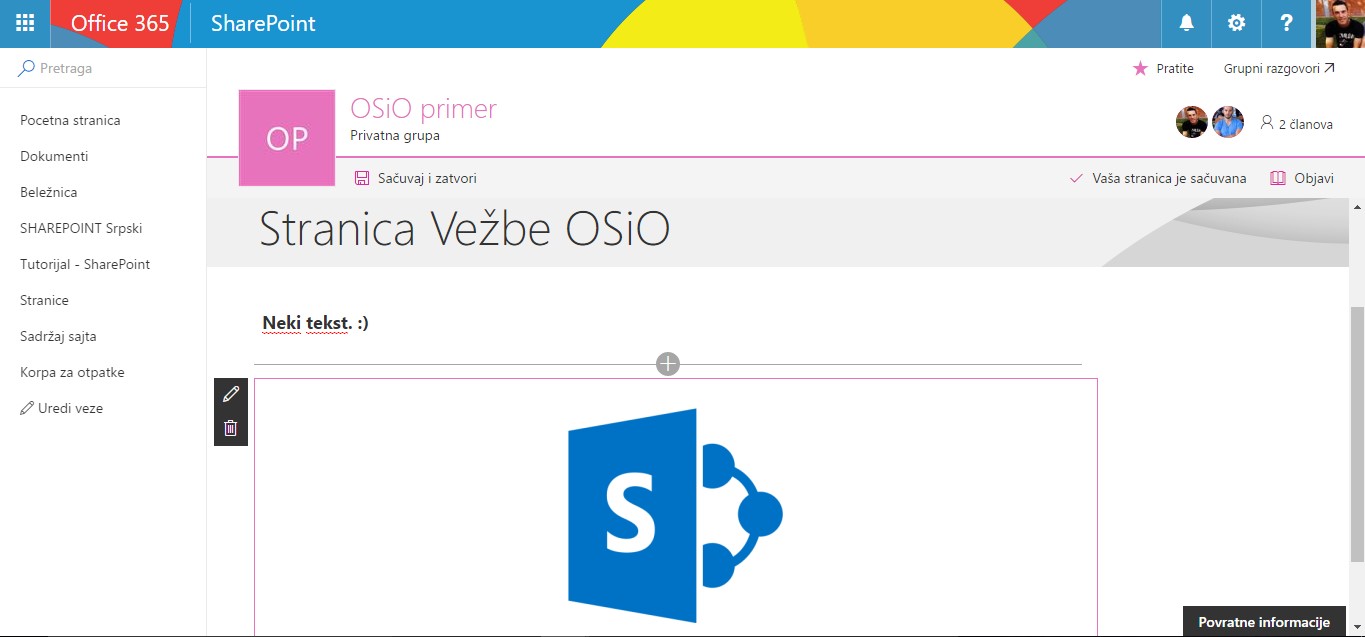 Office 365 SharePoint ?
Pretraga
Pratite Grupni razgovori
OP
OSiO primer
Privatna grupa
2 članova
Sačuvaj i zatvori
Vaša stranica je sačuvana
Objavi
Pocetna stranica
Dokumenti
Beležnica
SHAREPOINT Srpski
Tutorijal - SharePoint
Stranice
Sadržaj sajta
Korpa za otpatke
Uredi veze
Stranica Vežbe OSiO
Neki tekst. :)
S
Povratne informacije